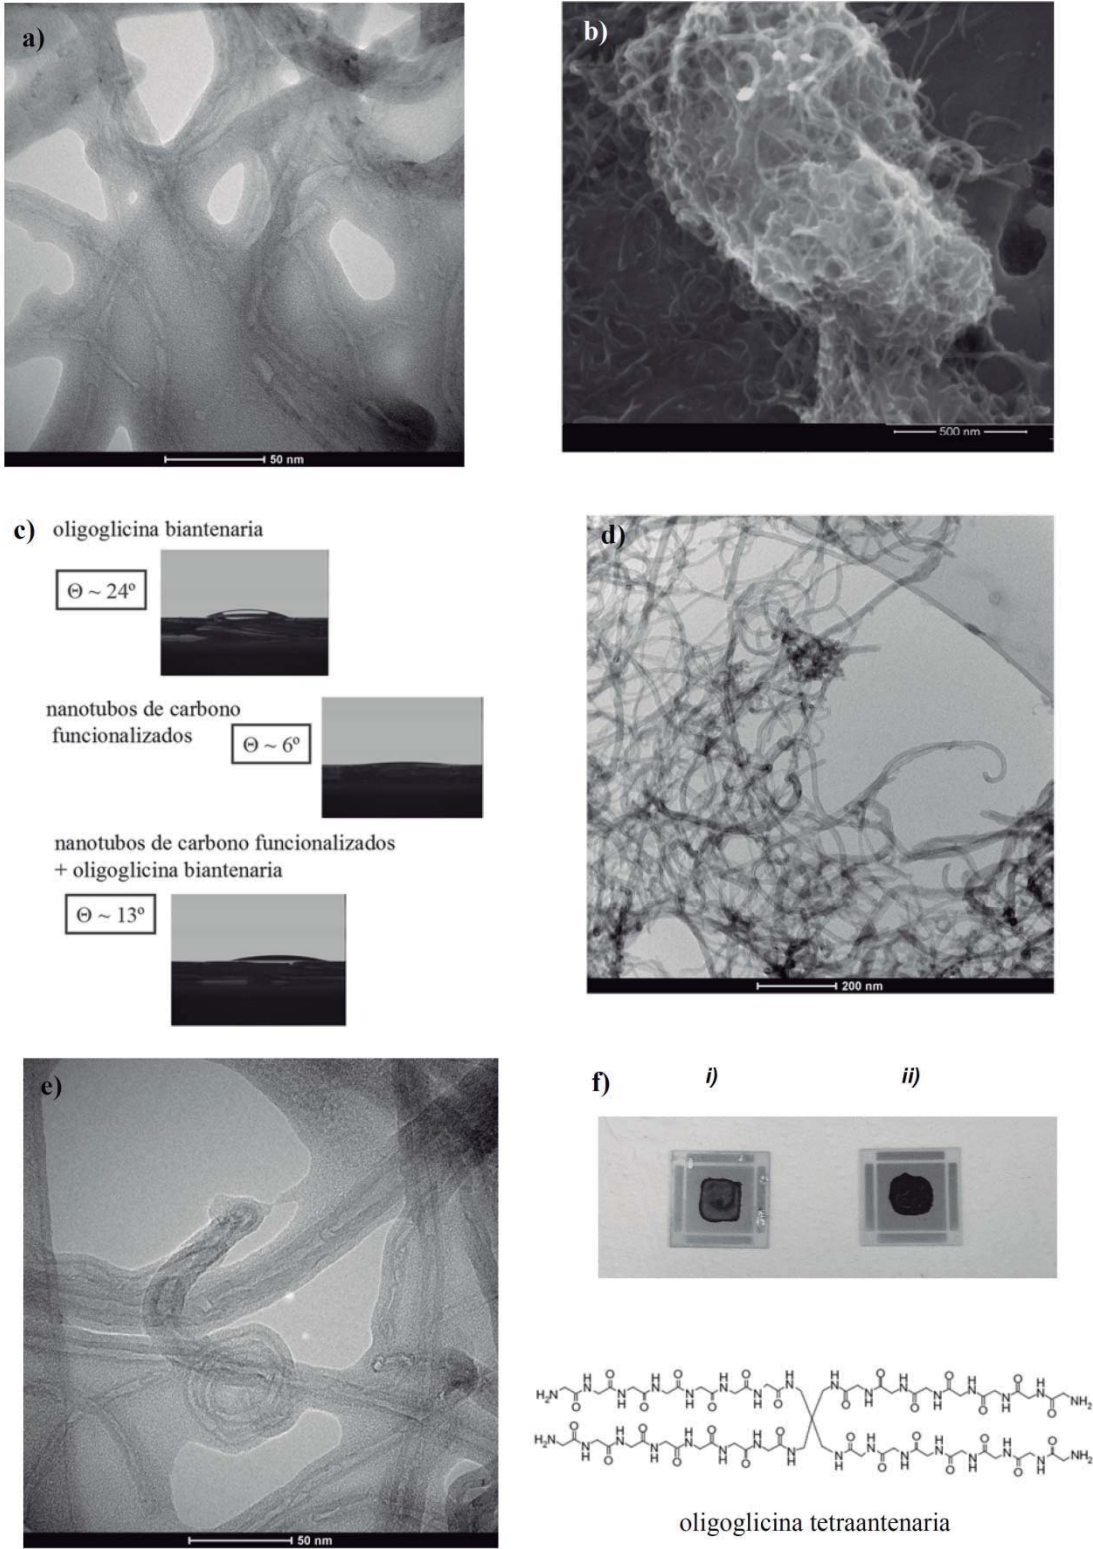 a)
b)
50 nm
500 nm
c)
oligoglicina biantenaria
Θ ~ 24º
nanotubos de carbono
funcionalizados
Θ ~ 6º
nanotubos de carbono funcionalizados
+ oligoglicina biantenaria
Θ ~ 13º
d)
200 nm
e)
50 nm
f)
i)
ii)
oligoglicina tetraantenaria